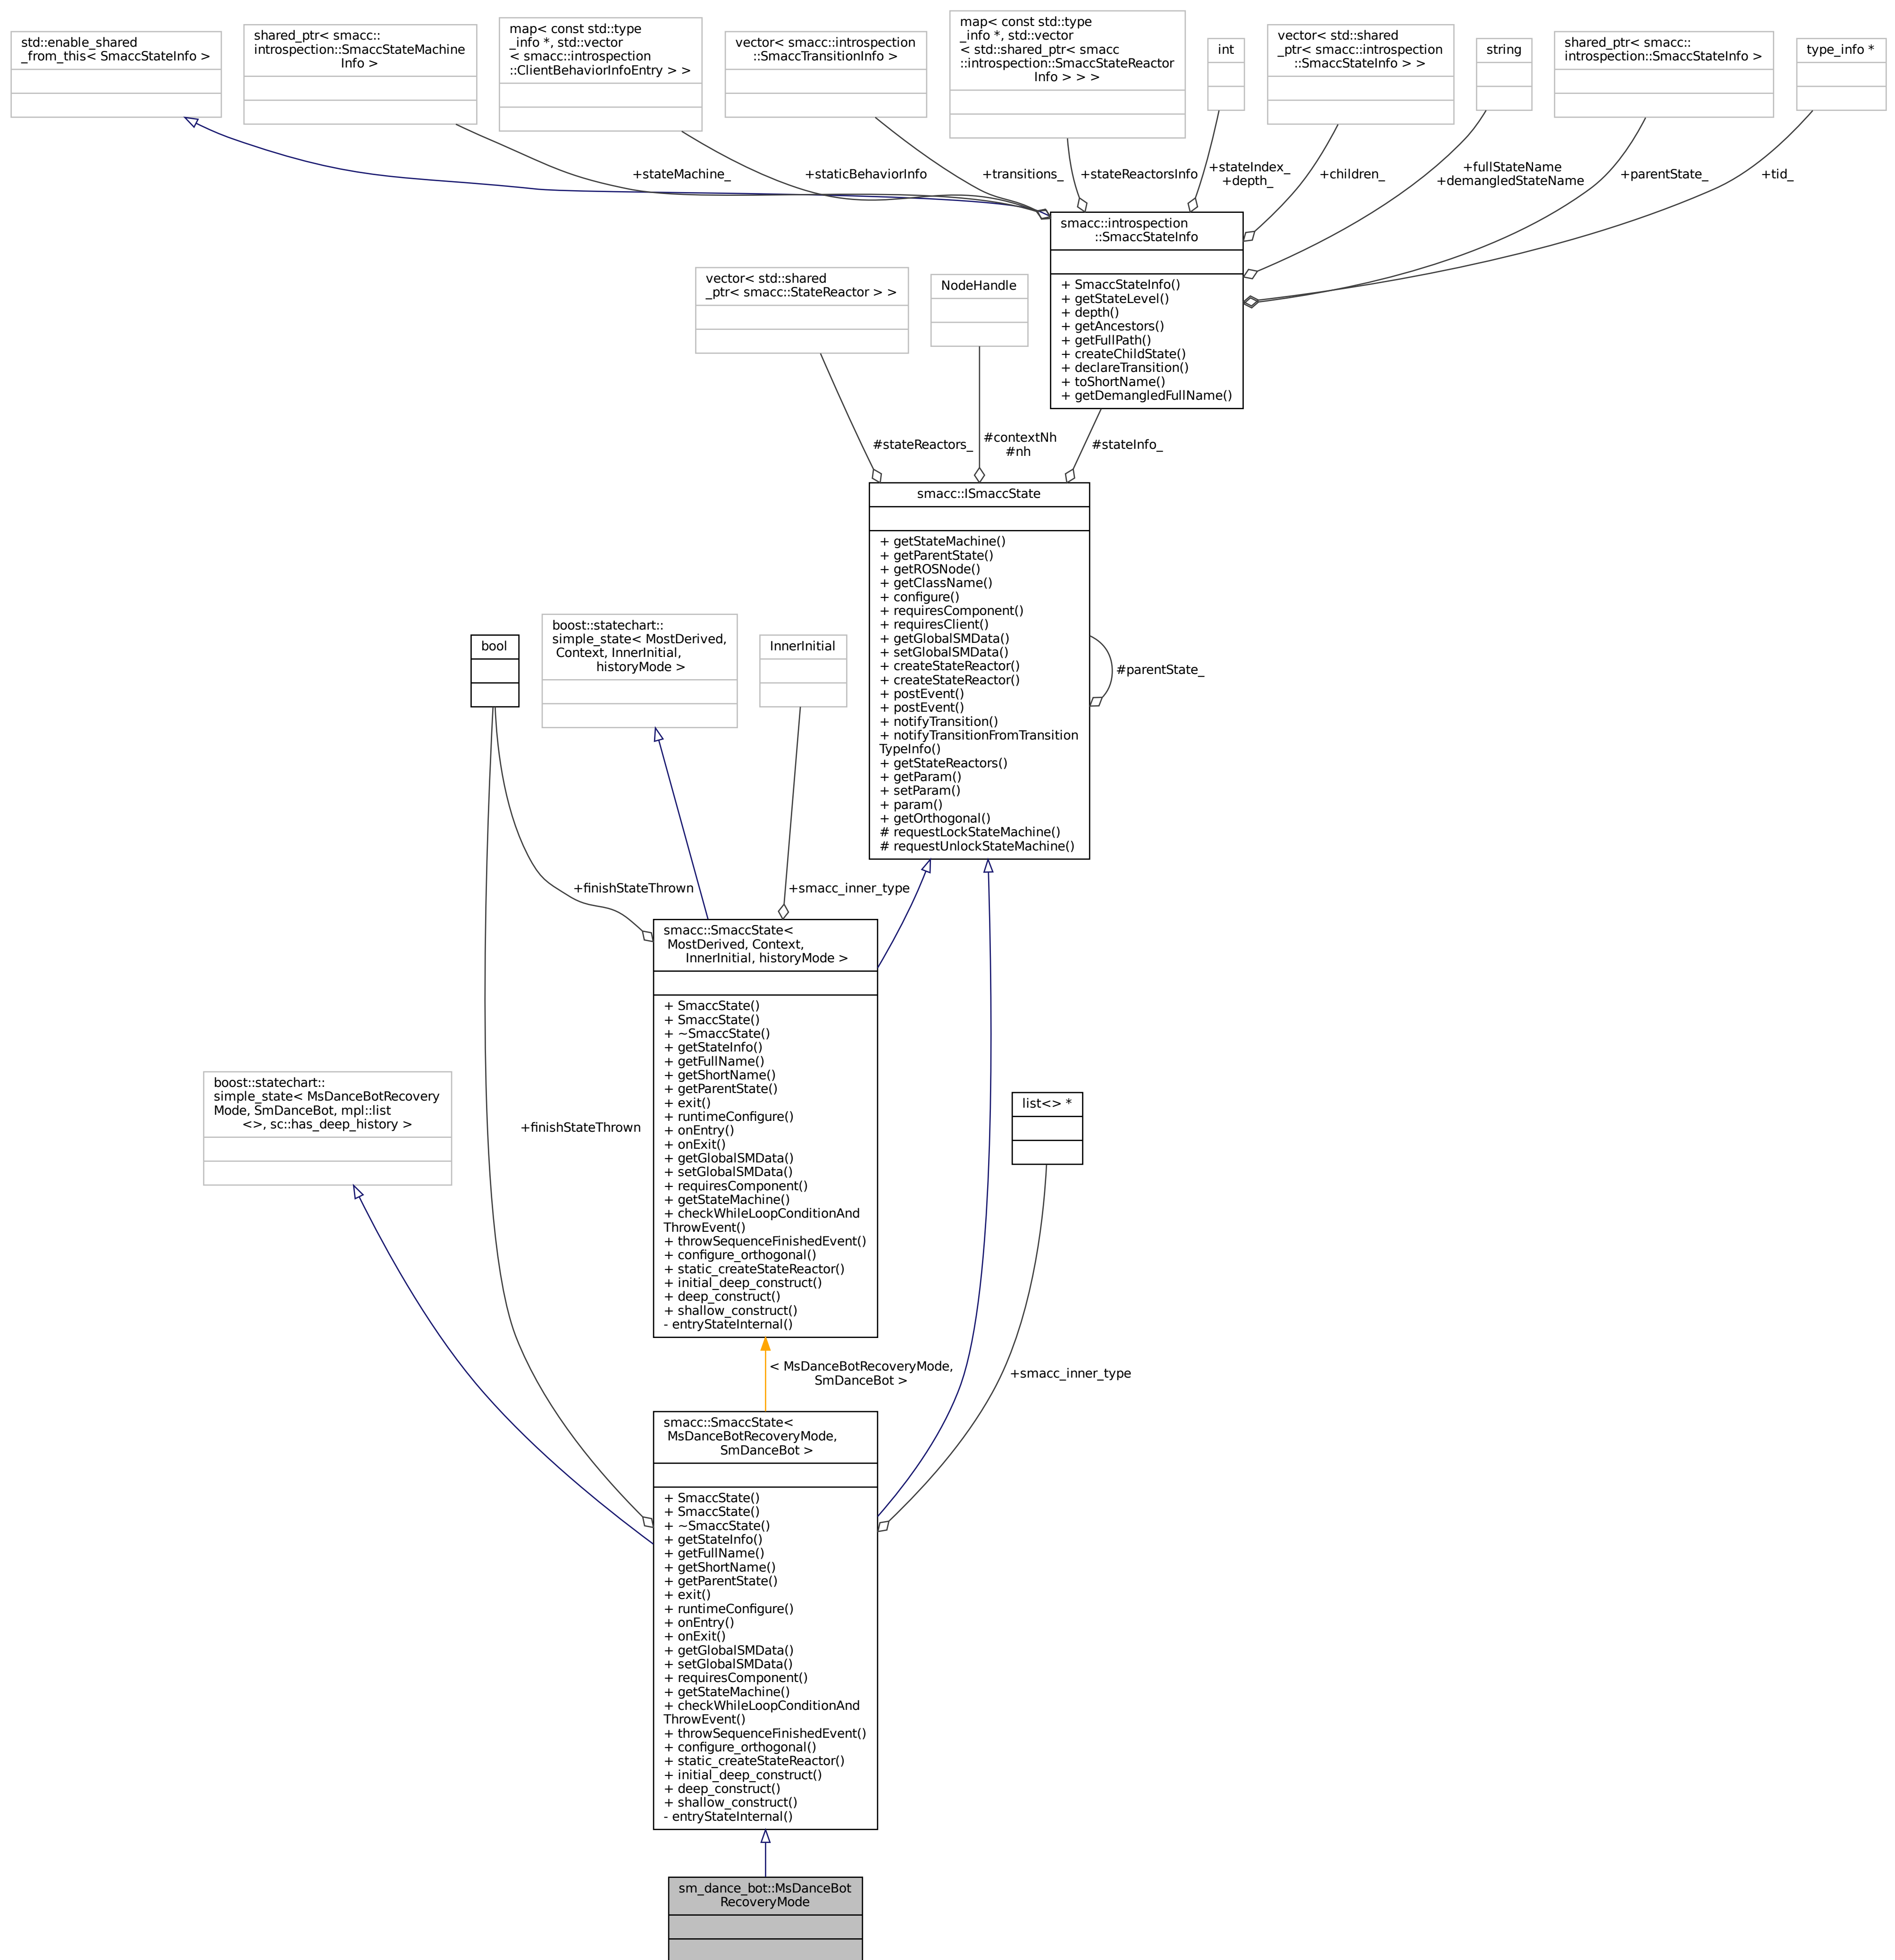 std::enable_shared
_from_this< SmaccStateInfo >
shared_ptr< smacc::
introspection::SmaccStateMachine
Info >
map< const std::type
_info *, std::vector
< smacc::introspection
::ClientBehaviorInfoEntry > >
vector< smacc::introspection
::SmaccTransitionInfo >
map< const std::type
_info *, std::vector
< std::shared_ptr< smacc
::introspection::SmaccStateReactor
Info > > >
int
vector< std::shared
_ptr< smacc::introspection
::SmaccStateInfo > >
string
shared_ptr< smacc::
introspection::SmaccStateInfo >
type_info *
+stateMachine_
+staticBehaviorInfo
+transitions_
+stateReactorsInfo
+stateIndex_
+depth_
+children_
+fullStateName
+demangledStateName
+parentState_
+tid_
smacc::introspection
::SmaccStateInfo
+ SmaccStateInfo()
+ getStateLevel()
+ depth()
+ getAncestors()
+ getFullPath()
+ createChildState()
+ declareTransition()
+ toShortName()
+ getDemangledFullName()
vector< std::shared
_ptr< smacc::StateReactor > >
NodeHandle
#stateReactors_
#contextNh
#nh
#stateInfo_
smacc::ISmaccState
+ getStateMachine()
+ getParentState()
+ getROSNode()
+ getClassName()
+ configure()
+ requiresComponent()
+ requiresClient()
+ getGlobalSMData()
+ setGlobalSMData()
+ createStateReactor()
+ createStateReactor()
+ postEvent()
+ postEvent()
+ notifyTransition()
+ notifyTransitionFromTransition
TypeInfo()
+ getStateReactors()
+ getParam()
+ setParam()
+ param()
+ getOrthogonal()
# requestLockStateMachine()
# requestUnlockStateMachine()
#parentState_
bool
boost::statechart::
simple_state< MostDerived,
Context, InnerInitial,
historyMode >
InnerInitial
+finishStateThrown
+smacc_inner_type
smacc::SmaccState<
MostDerived, Context,
InnerInitial, historyMode >
+ SmaccState()
+ SmaccState()
+ ~SmaccState()
+ getStateInfo()
+ getFullName()
+ getShortName()
+ getParentState()
+ exit()
+ runtimeConfigure()
+ onEntry()
+ onExit()
+ getGlobalSMData()
+ setGlobalSMData()
+ requiresComponent()
+ getStateMachine()
+ checkWhileLoopConditionAnd
ThrowEvent()
+ throwSequenceFinishedEvent()
+ configure_orthogonal()
+ static_createStateReactor()
+ initial_deep_construct()
+ deep_construct()
+ shallow_construct()
- entryStateInternal()
boost::statechart::
simple_state< MsDanceBotRecovery
Mode, SmDanceBot, mpl::list
<>, sc::has_deep_history >
+finishStateThrown
list<> *
< MsDanceBotRecoveryMode,
SmDanceBot >
+smacc_inner_type
smacc::SmaccState<
MsDanceBotRecoveryMode,
SmDanceBot >
+ SmaccState()
+ SmaccState()
+ ~SmaccState()
+ getStateInfo()
+ getFullName()
+ getShortName()
+ getParentState()
+ exit()
+ runtimeConfigure()
+ onEntry()
+ onExit()
+ getGlobalSMData()
+ setGlobalSMData()
+ requiresComponent()
+ getStateMachine()
+ checkWhileLoopConditionAnd
ThrowEvent()
+ throwSequenceFinishedEvent()
+ configure_orthogonal()
+ static_createStateReactor()
+ initial_deep_construct()
+ deep_construct()
+ shallow_construct()
- entryStateInternal()
sm_dance_bot::MsDanceBot
RecoveryMode